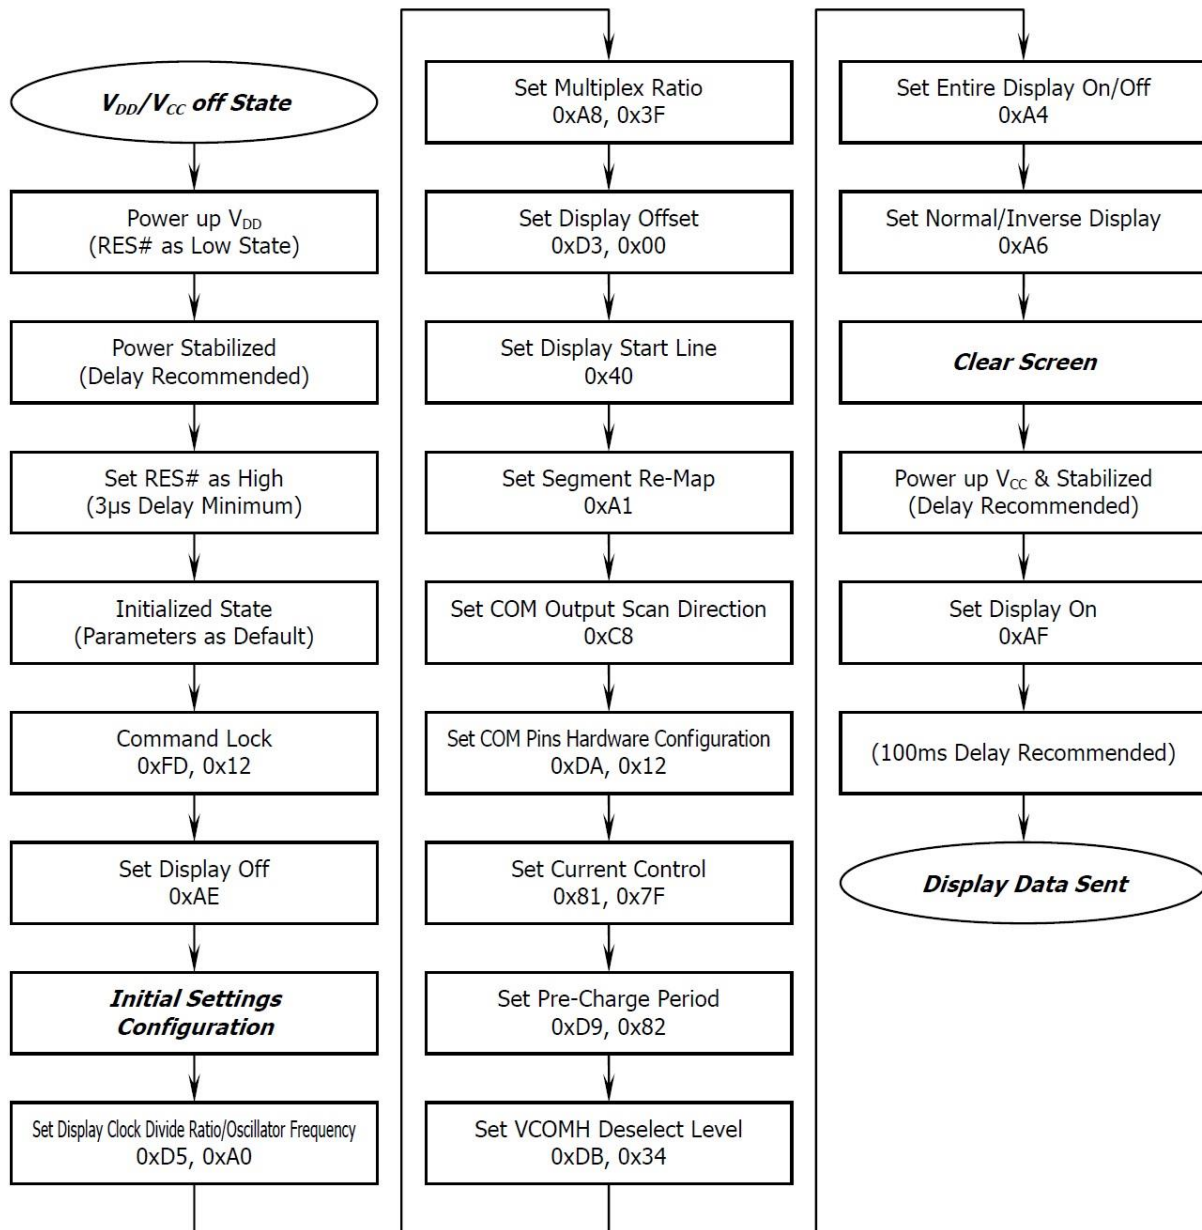 V_DD/V_CC off State
Power up V_DD
(RES# as Low State)
Power Stabilized
(Delay Recommended)
Set RES# as High
(3μs Delay Minimum)
Initialized State
(Parameters as Default)
Command Lock
0xFD, 0x12
Set Display Off
0xAE
Initial Settings
Configuration
Set Display Clock Divide Ratio/Oscillator Frequency
0xD5, 0xA0
Set Multiplex Ratio
0xA8, 0x3F
Set Display Offset
0xD3, 0x00
Set Display Start Line
0x40
Set Segment Re-Map
0xA1
Set COM Output Scan Direction
0xC8
Set COM Pins Hardware Configuration
0xDA, 0x12
Set Current Control
0x81, 0x7F
Set Pre-Charge Period
0xD9, 0x82
Set VCOMH Deselect Level
0xDB, 0x34
Set Entire Display On/Off
0xA4
Set Normal/Inverse Display
0xA6
Clear Screen
Power up V_CC & Stabilized
(Delay Recommended)
Set Display On
0xAF
(100ms Delay Recommended)
Display Data Sent